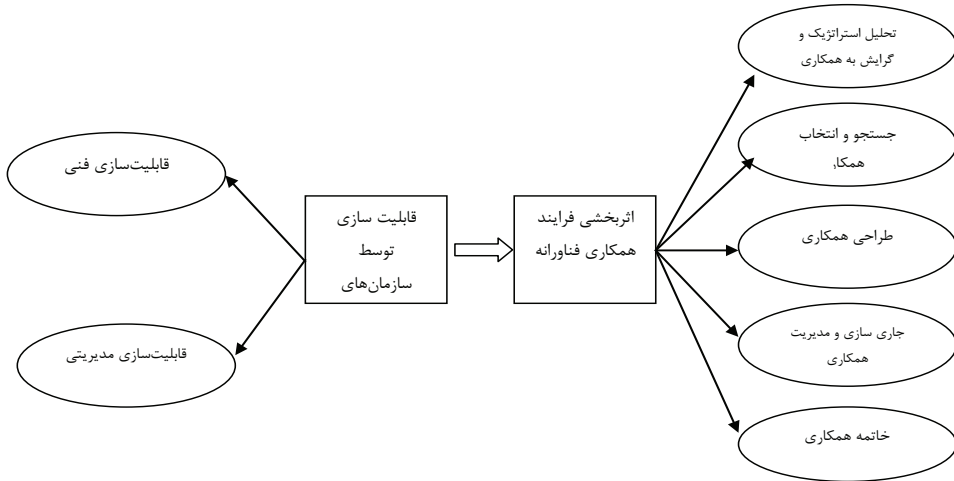 تحلیل استراتژیک و
گرایش به همکاری
جستجو و انتخاب
همکار
طراحی همکاری
جاری سازی و مدیریت
همکاری
خاتمه همکاری
اثربخشی فرایند
همکاری فناورانه
قابلیت سازی
توسط
سازمان‌های
قابلیت‌سازی فنی
قابلیت‌سازی مدیریتی